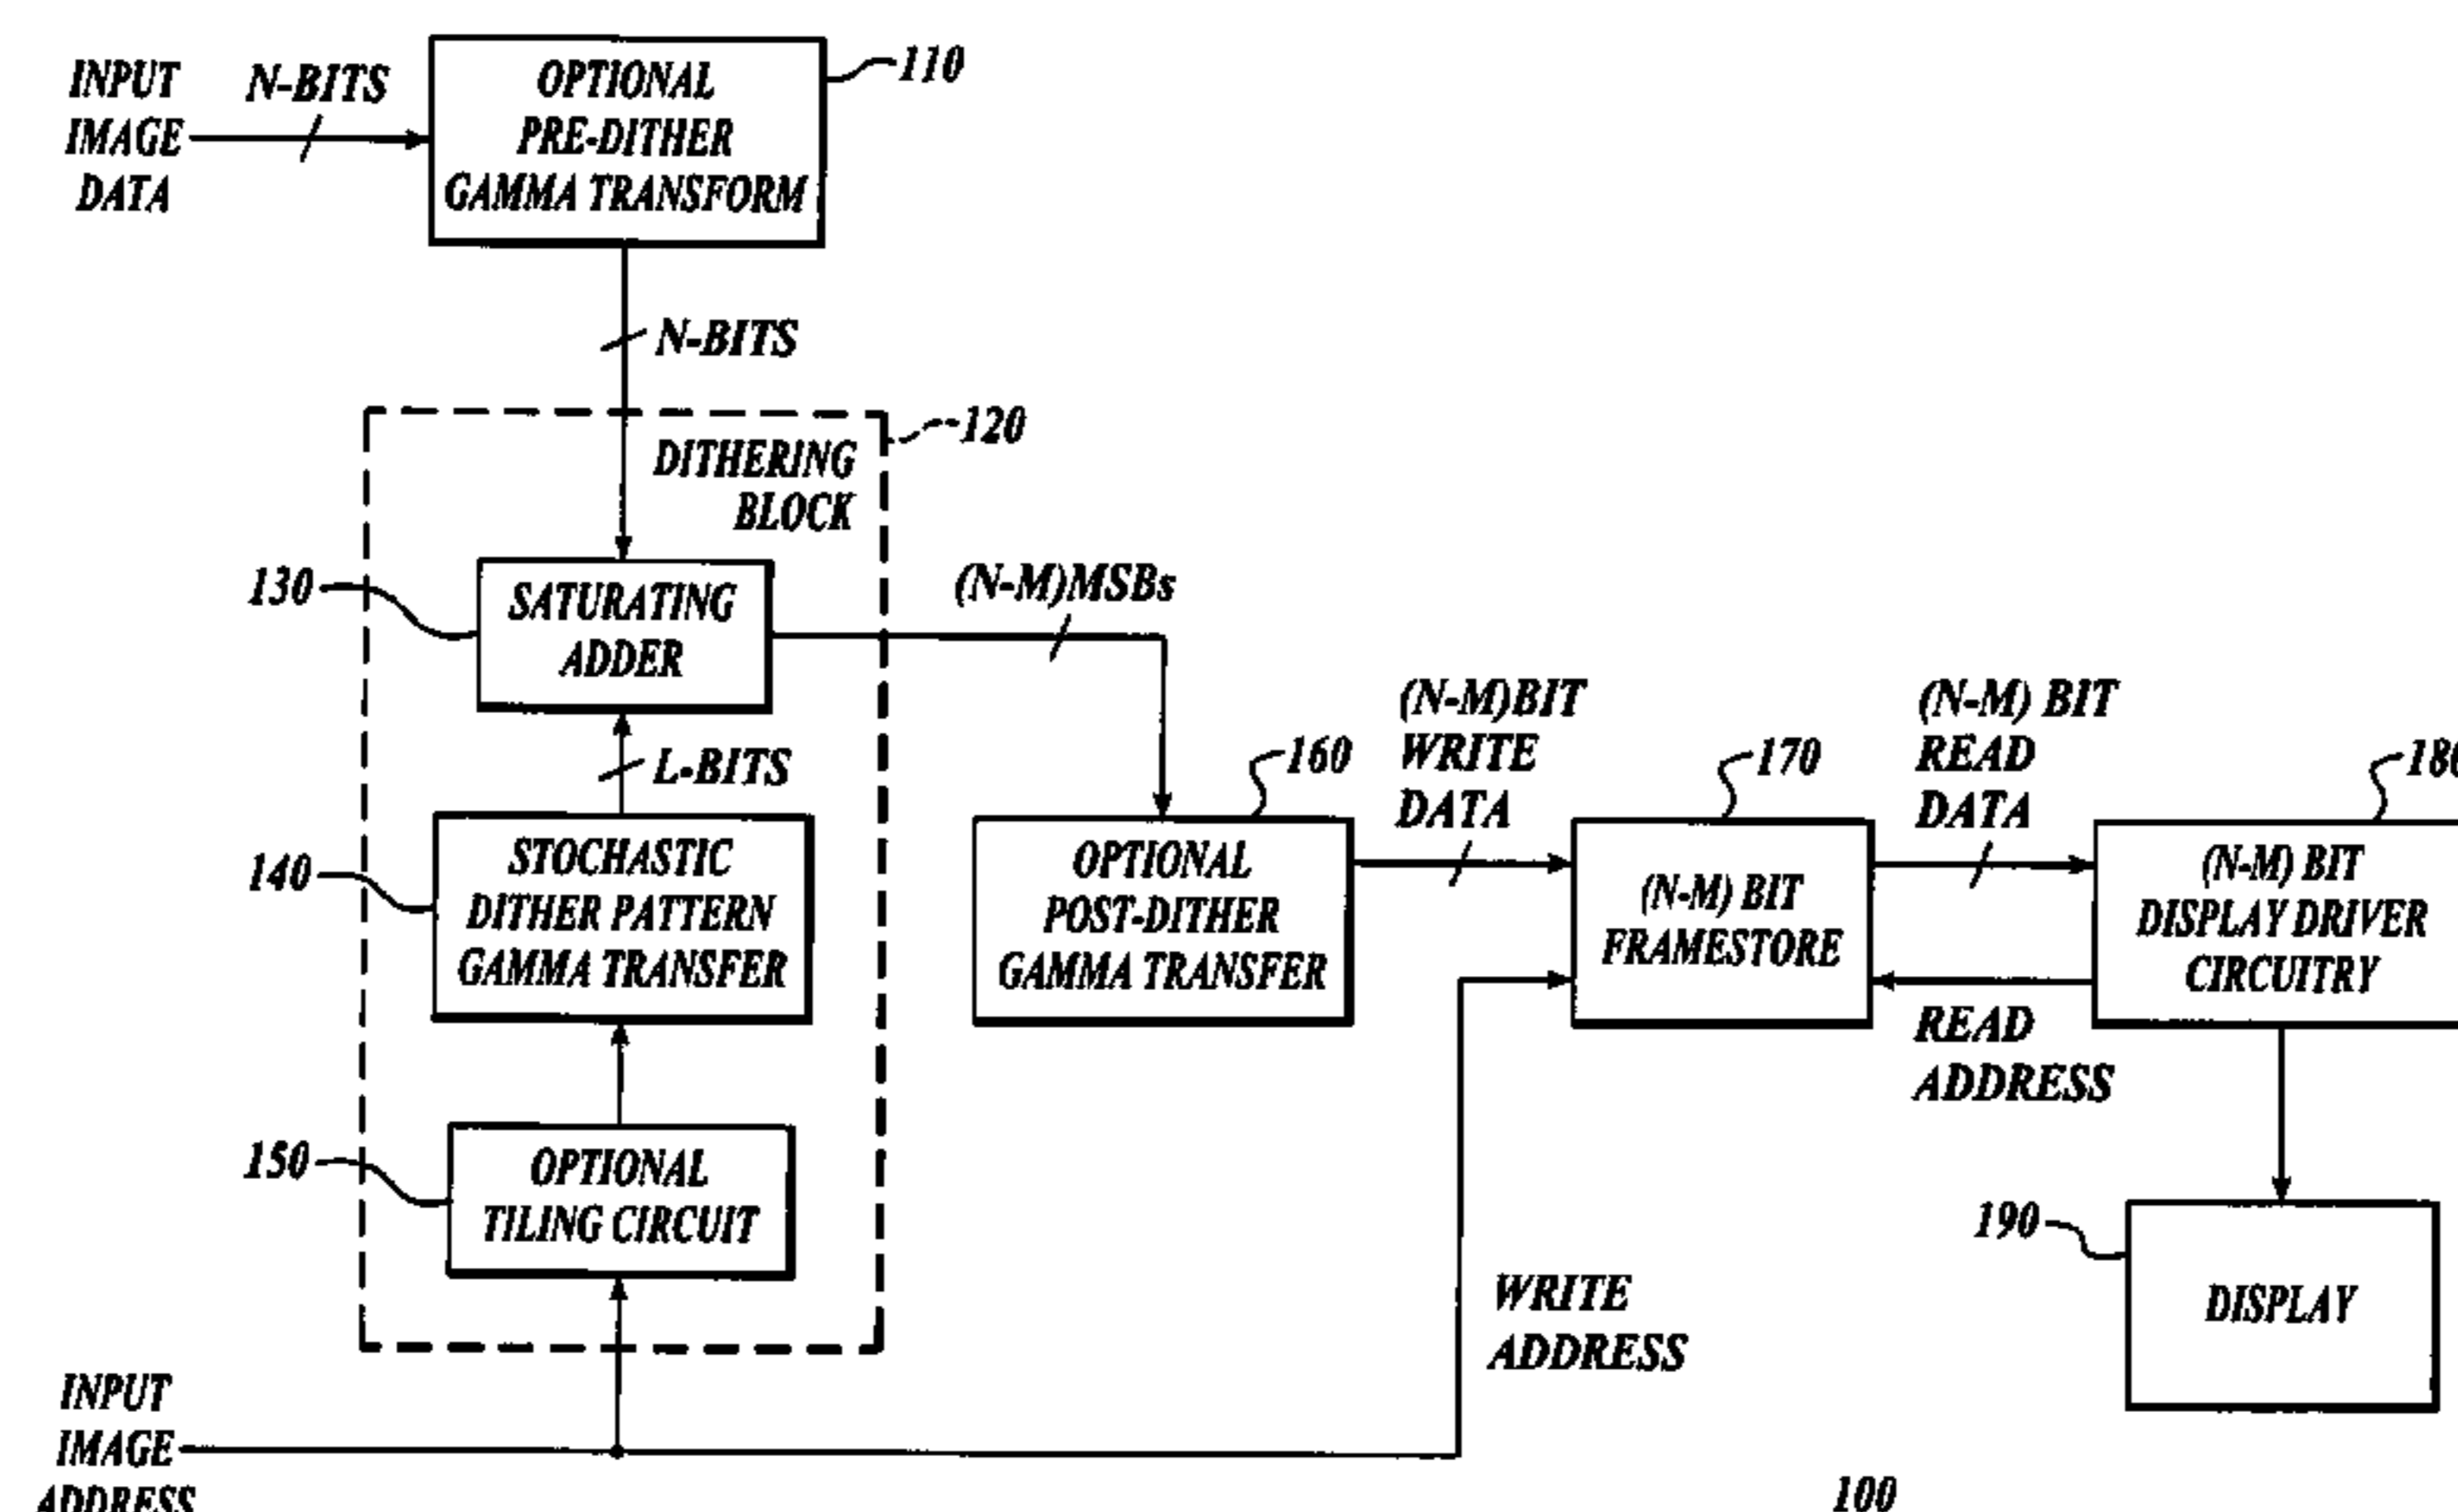 INPUT
IMAGE
DATA
N-BITS
OPTIONAL
PRE-DITHER
GAMMA TRANSFORM
110
N-BITS
120
DITHERING
BLOCK
130
SATURATING
ADDER
(N-M)MSBs
L-BITS
140
STOCHASTIC
DITHER PATTERN
GAMMA TRANSFER
150
OPTIONAL
TILING CIRCUIT
160
OPTIONAL
POST-DITHER
GAMMA TRANSFER
(N-M)BIT
WRITE
DATA
170
(N-M) BIT
FRAMESTORE
(N-M) BIT
READ
DATA
180
(N-M) BIT
DISPLAY DRIVER
CIRCUITRY
READ
ADDRESS
190
DISPLAY
WRITE
ADDRESS
INPUT
IMAGE
ADDRESS
100